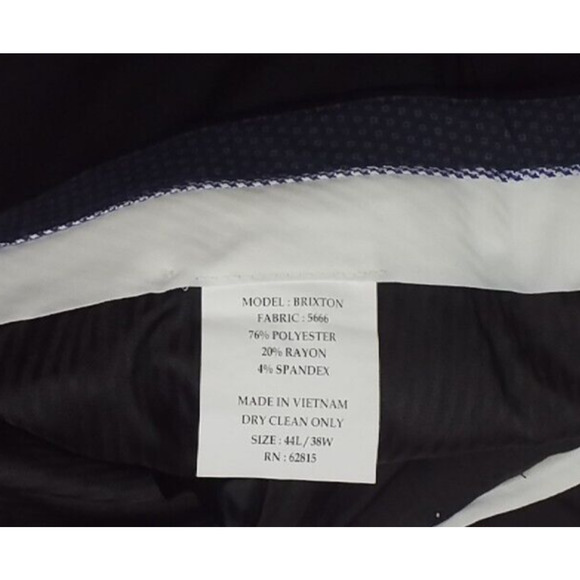 MODEL : BRIXTON
FABRIC : 5666
76% POLYESTER
20% RAYON
4% SPANDEX
MADE IN VIETNAM
DRY CLEAN ONLY
SIZE : 44L/38W
RN : 62815